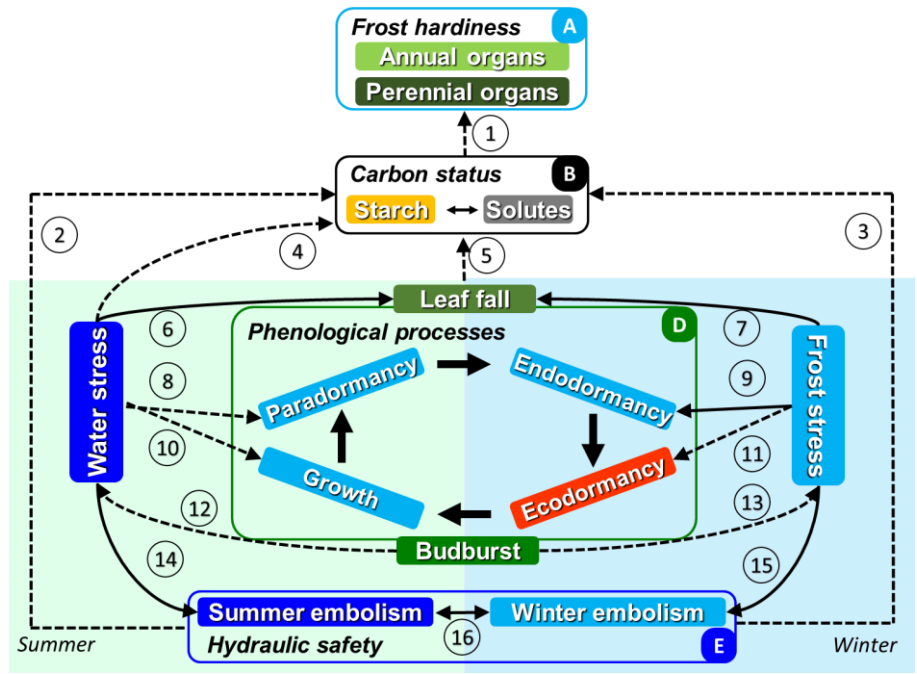 Frost hardiness
A
Annual organs
Perennial organs
1
Carbon status
B
Starch
Solutes
2
3
4
5
Leaf fall
Water stress
Frost stress
6
7
Phenological processes
D
8
9
Paradormancy
Endodormancy
10
11
Growth
Ecodormancy
12
13
Budburst
14
15
Summer embolism
Winter embolism
16
Summer
Hydraulic safety
E
Winter